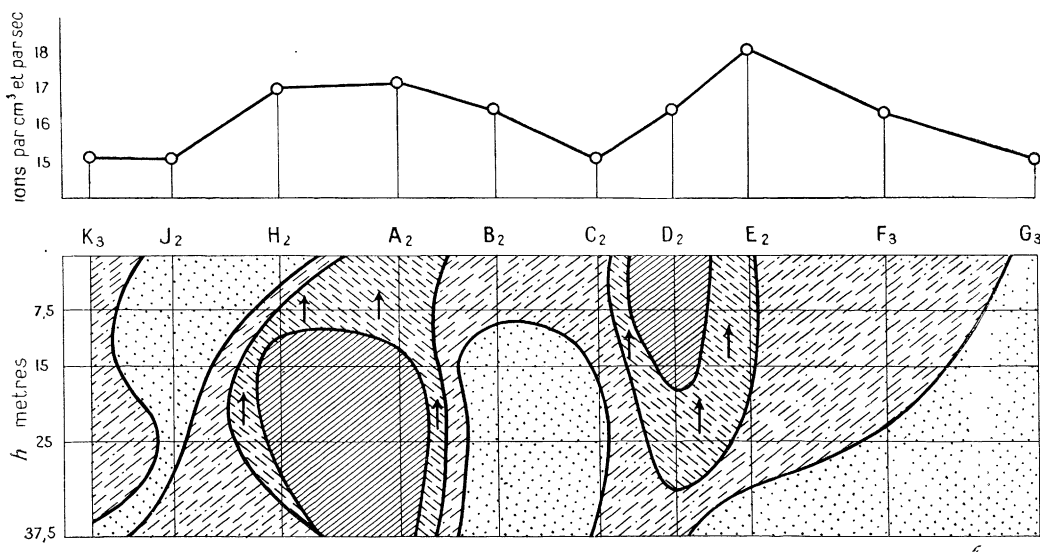 ions par cm³ et par sec
18
17
16
15
K₃ J₂ H₂ A₂ B₂ C₂ D₂ E₂ F₃ G₃
h metres
7,5
15
25
37,5